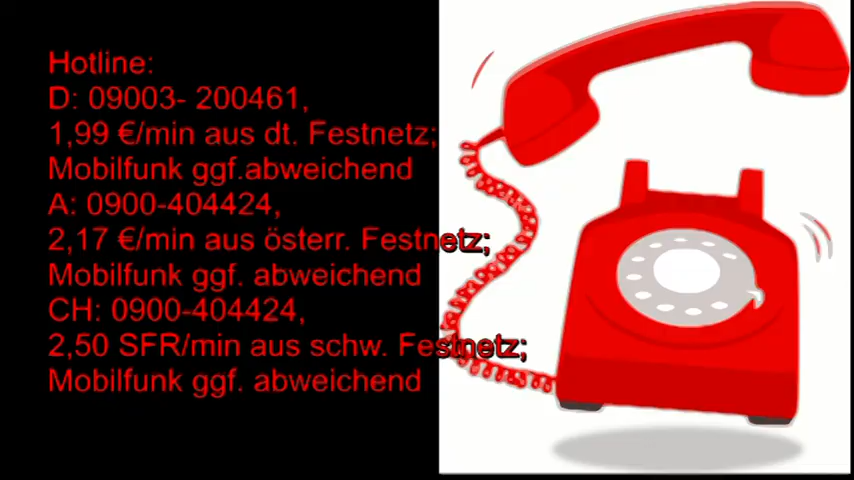 Hotline:
D: 09003- 200461,
1,99 €/min aus dt. Festnetz;
Mobilfunk ggf.abweichend
A: 0900-404424,
2,17 €/min aus österr. Festnetz;
Mobilfunk ggf. abweichend
CH: 0900-404424,
2,50 SFR/min aus schw. Festnetz;
Mobilfunk ggf. abweichend